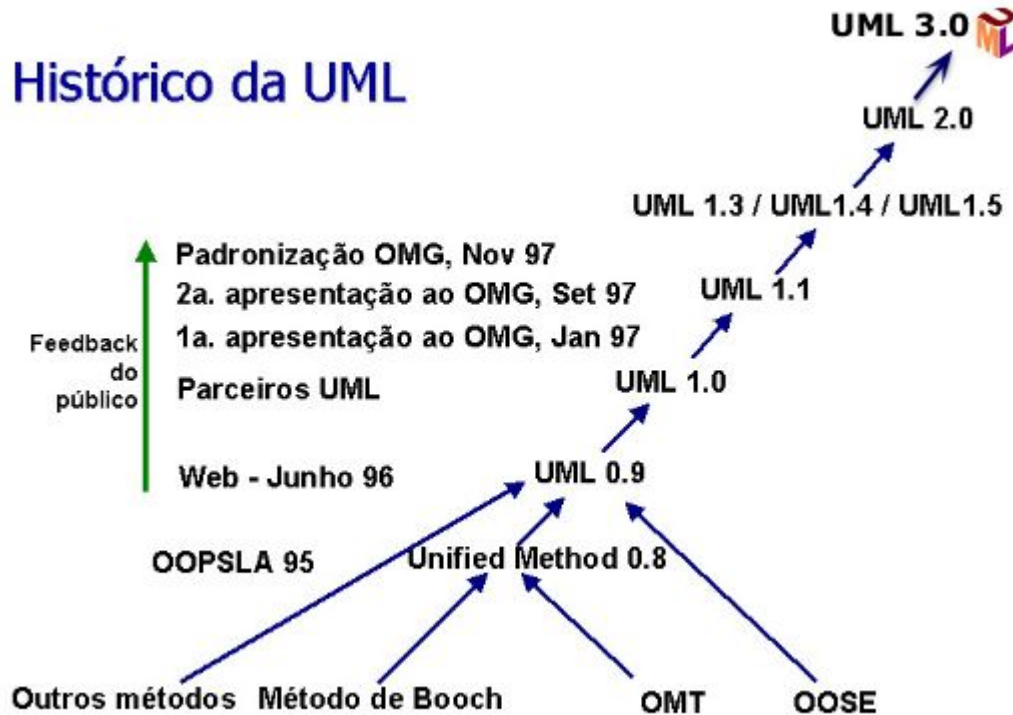 UML 3.0
UML 2
Histórico da UML
UML 2.0
UML 1.3 / UML1.4 / UML1.5
Padronização OMG, Nov 97
2a. apresentação ao OMG, Set 97
UML 1.1
1a. apresentação ao OMG, Jan 97
Feedback
do
público
UML 1.0
Parceiros UML
Web - Junho 96
UML 0.9
OOPSLA 95
Unified Method 0.8
Outros métodos
Método de Booch
OMT
OOSE